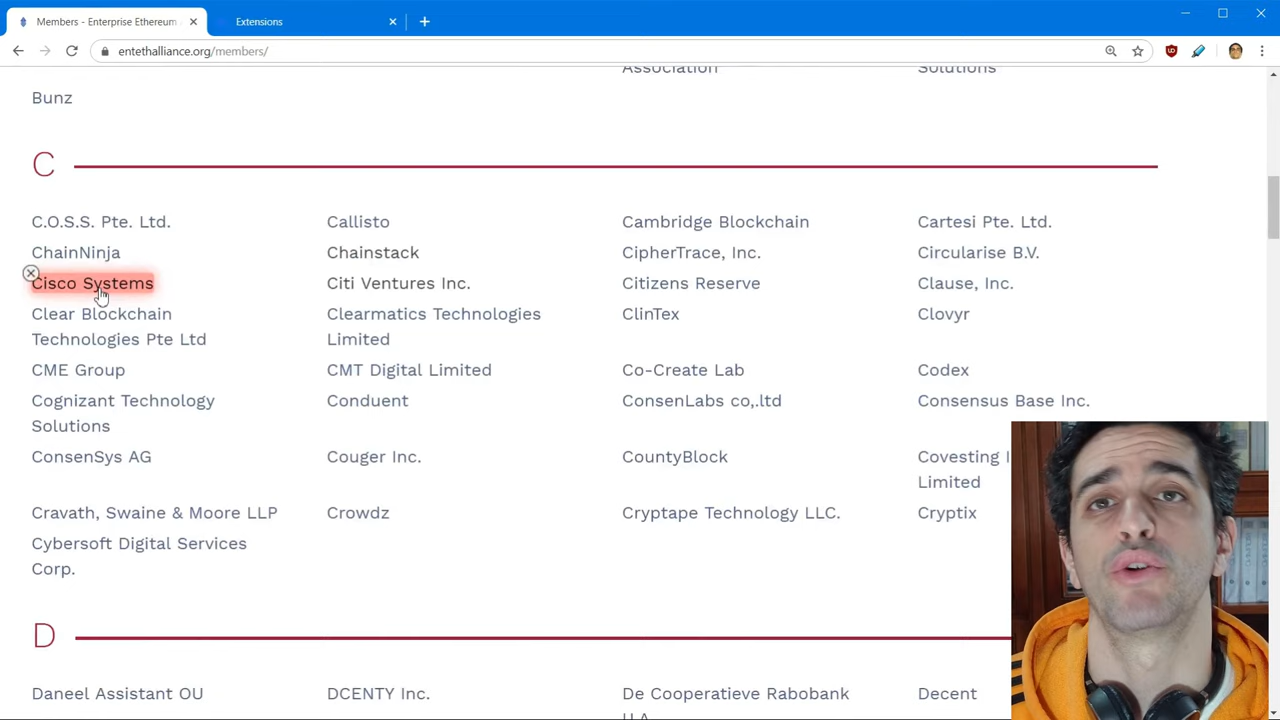 Members - Enterprise Ethereum
Extensions
entethalliance.org/members/
Association
Solutions
Bunz
C
C.O.S.S. Pte. Ltd.
Callisto
Cambridge Blockchain
Cartesi Pte. Ltd.
ChainNinja
Chainstack
CipherTrace, Inc.
Circularise B.V.
Cisco Systems
Citi Ventures Inc.
Citizens Reserve
Clause, Inc.
Clear Blockchain
Technologies Pte Ltd
Clearmatics Technologies
Limited
ClinTex
Clovyr
CME Group
CMT Digital Limited
Co-Create Lab
Codex
Cognizant Technology
Solutions
Conduent
ConsenLabs co,.ltd
Consensus Base Inc.
ConsenSys AG
Couger Inc.
CountyBlock
Covesting I
Limited
Cravath, Swaine & Moore LLP
Crowdz
Cryptape Technology LLC.
Cryptix
Cybersoft Digital Services
Corp.
D
Daneel Assistant OU
DCENTY Inc.
De Cooperatieve Rabobank
U.A.
Decent